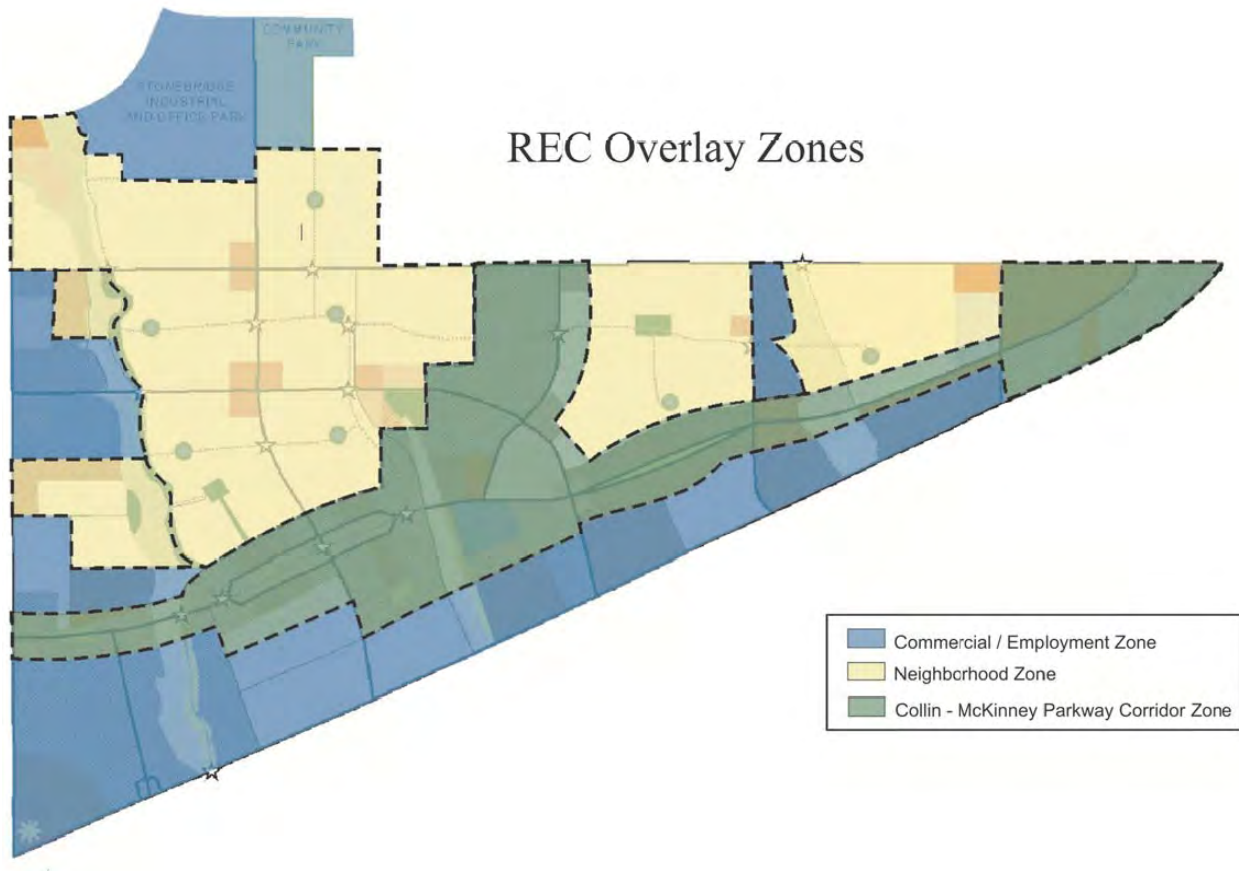 COMMUNITY
PARK
STONEBRIDGE
INDUSTRIAL
AND OFFICE PARK
REC Overlay Zones
Commercial / Employment Zone
Neighborhood Zone
Collin - McKinney Parkway Corridor Zone